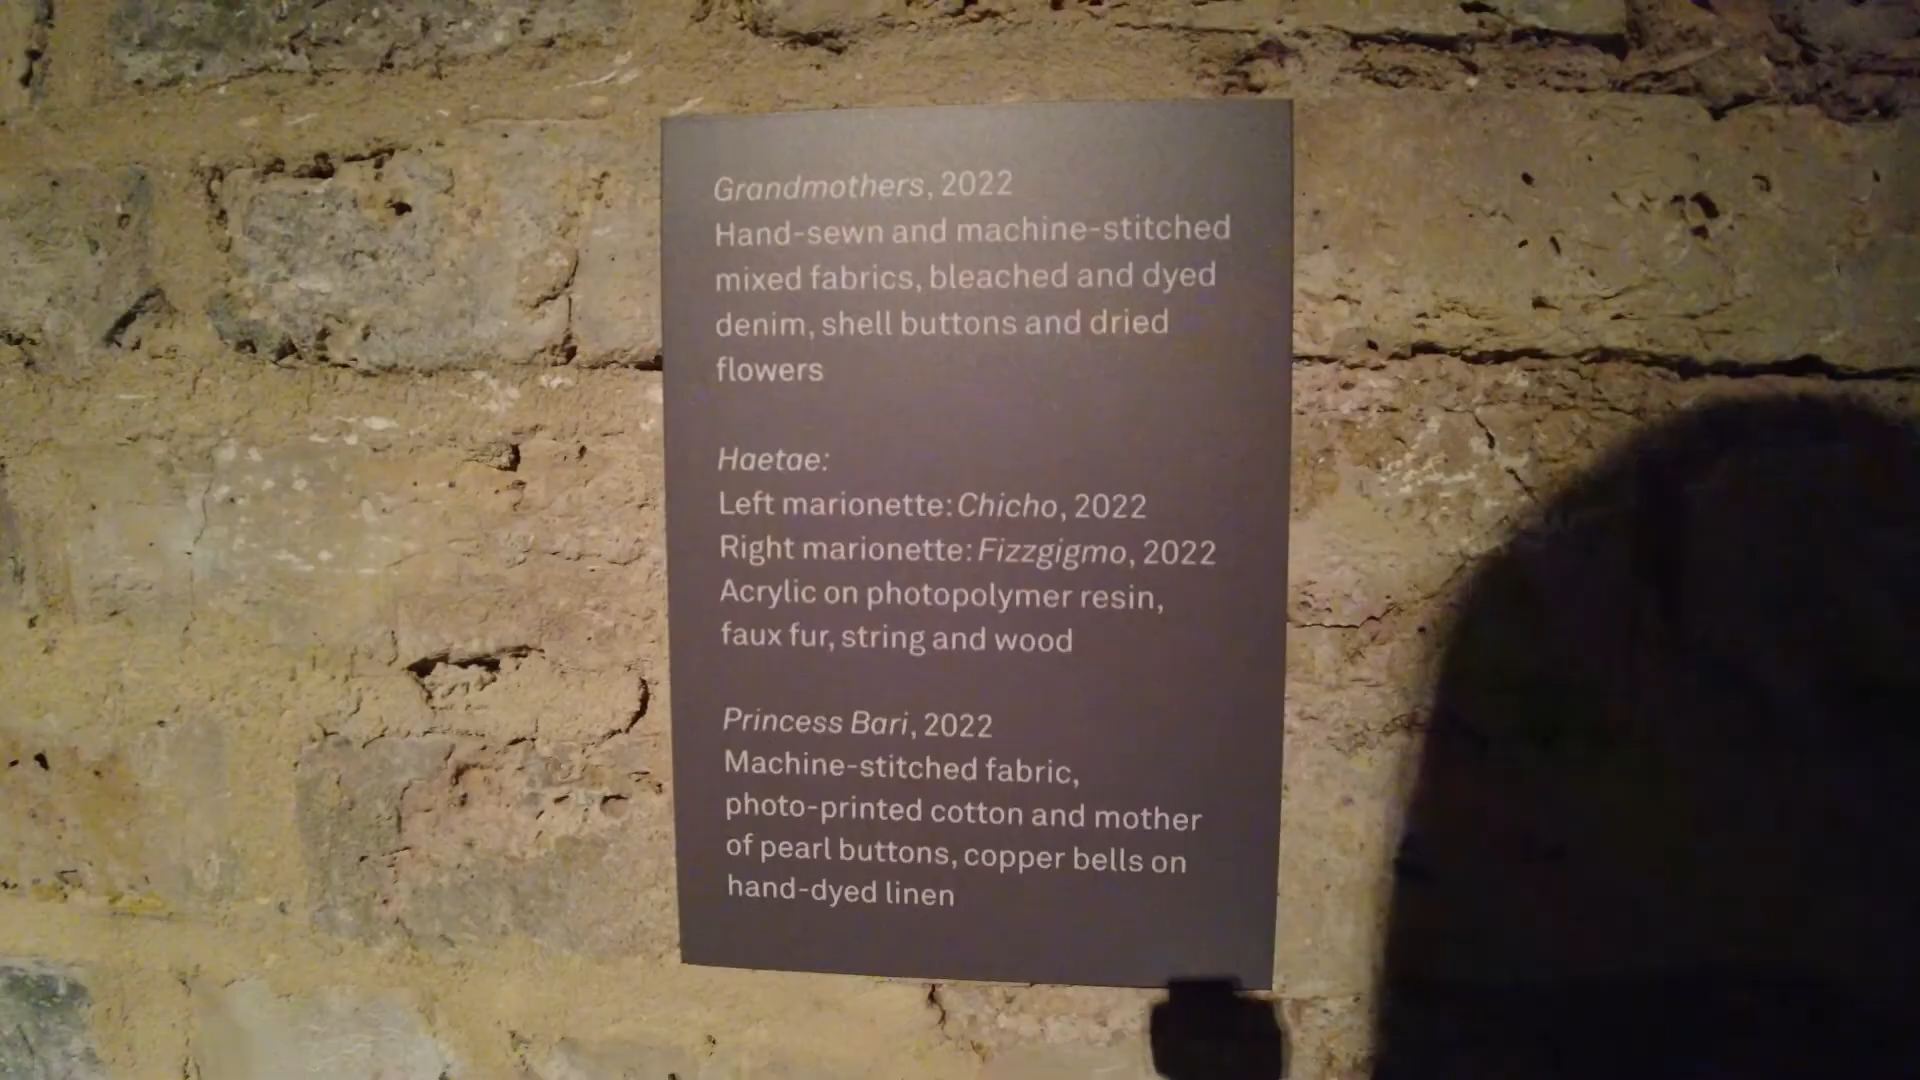 Grandmothers, 2022
Hand-sewn and machine-stitched
mixed fabrics, bleached and dyed
denim, shell buttons and dried
flowers
Haetae:
Left marionette: Chicho, 2022
Right marionette: Fizzgigmo, 2022
Acrylic on photopolymer resin,
faux fur, string and wood
Princess Bari, 2022
Machine-stitched fabric,
photo-printed cotton and mother
of pearl buttons, copper bells on
hand-dyed linen